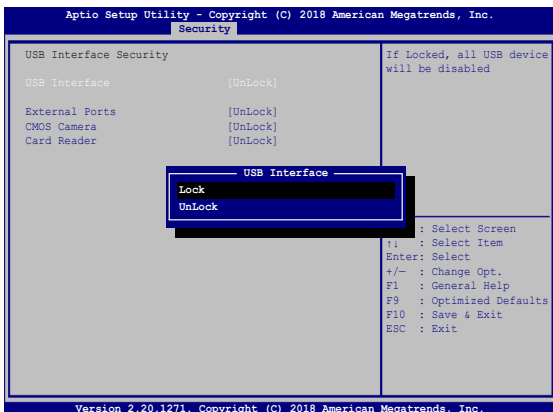 Aptio Setup Utility - Copyright (C) 2018 American Megatrends, Inc.
Security
USB Interface Security
USB Interface [UnLock]
External Ports [UnLock]
CMOS Camera [UnLock]
Card Reader [UnLock]
If Locked, all USB device
will be disabled
USB Interface
Lock
UnLock
: Select Screen
↑↓ : Select Item
Enter: Select
+/— : Change Opt.
F1 : General Help
F9 : Optimized Defaults
F10 : Save & Exit
ESC : Exit
Version 2.20.1271. Copyright (C) 2018 American Megatrends, Inc.